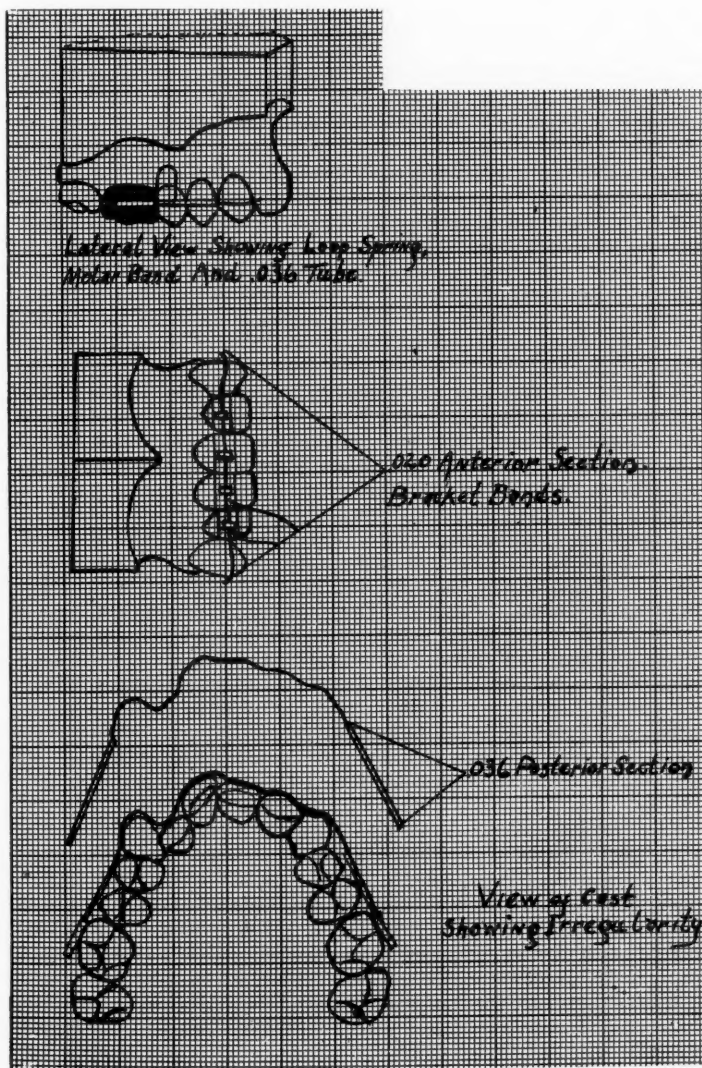 Lateral View Showing Loop Spring,
Molar Band And .036 Tube.
.020 Anterior Section.
Bracket Bands.
.036 Posterior Section
View of Cast
Showing Irregularity